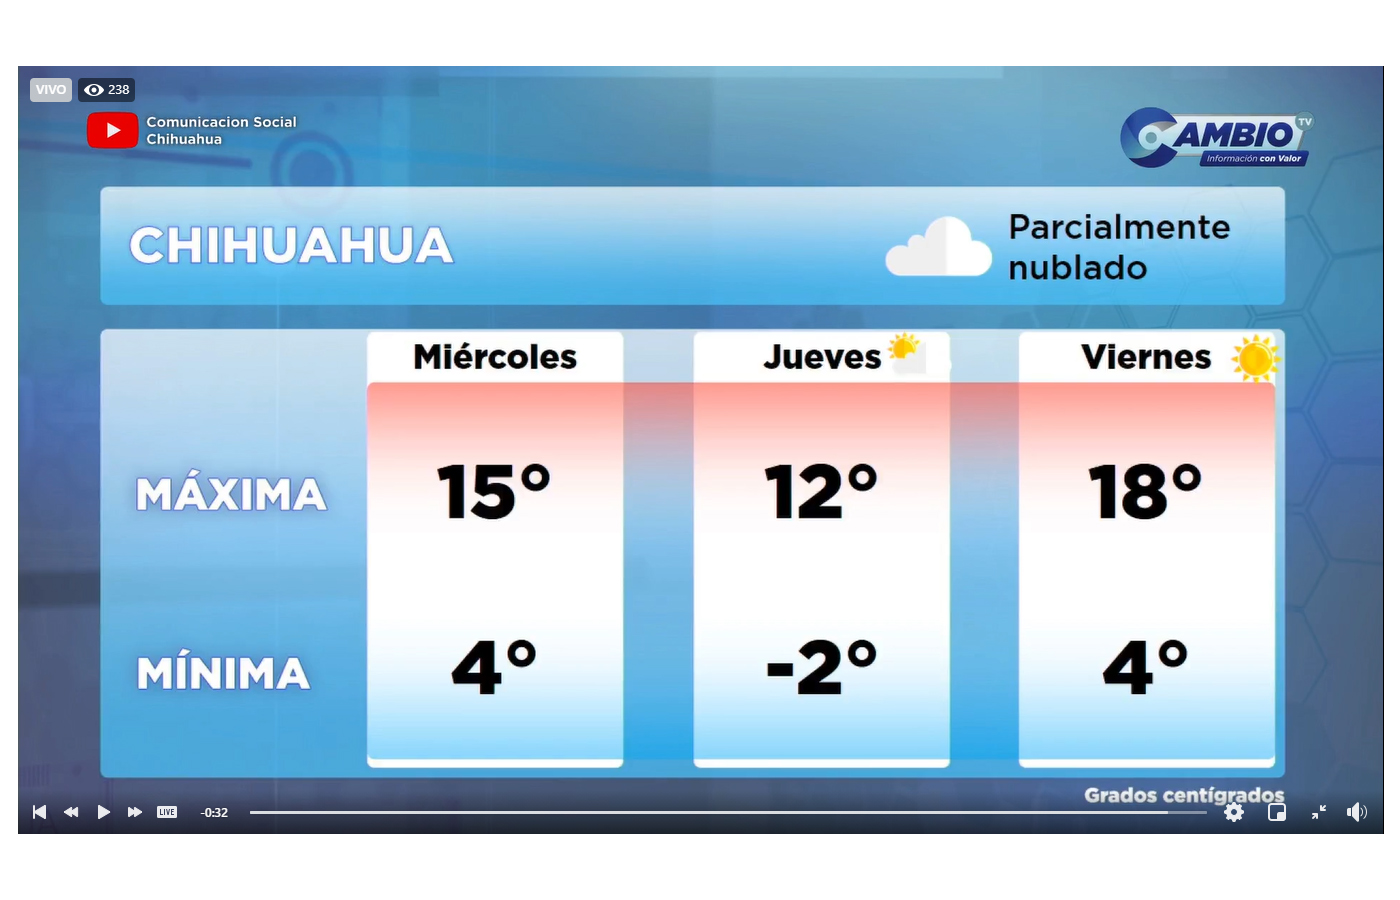 VIVO 238
Comunicacion Social
Chihuahua
CAMBIO TV
Información con Valor
CHIHUAHUA
Parcialmente
nublado
Miércoles Jueves Viernes
MÁXIMA 15° 12° 18°
MÍNIMA 4° -2° 4°
Grados centígrados
LIVE -0:32